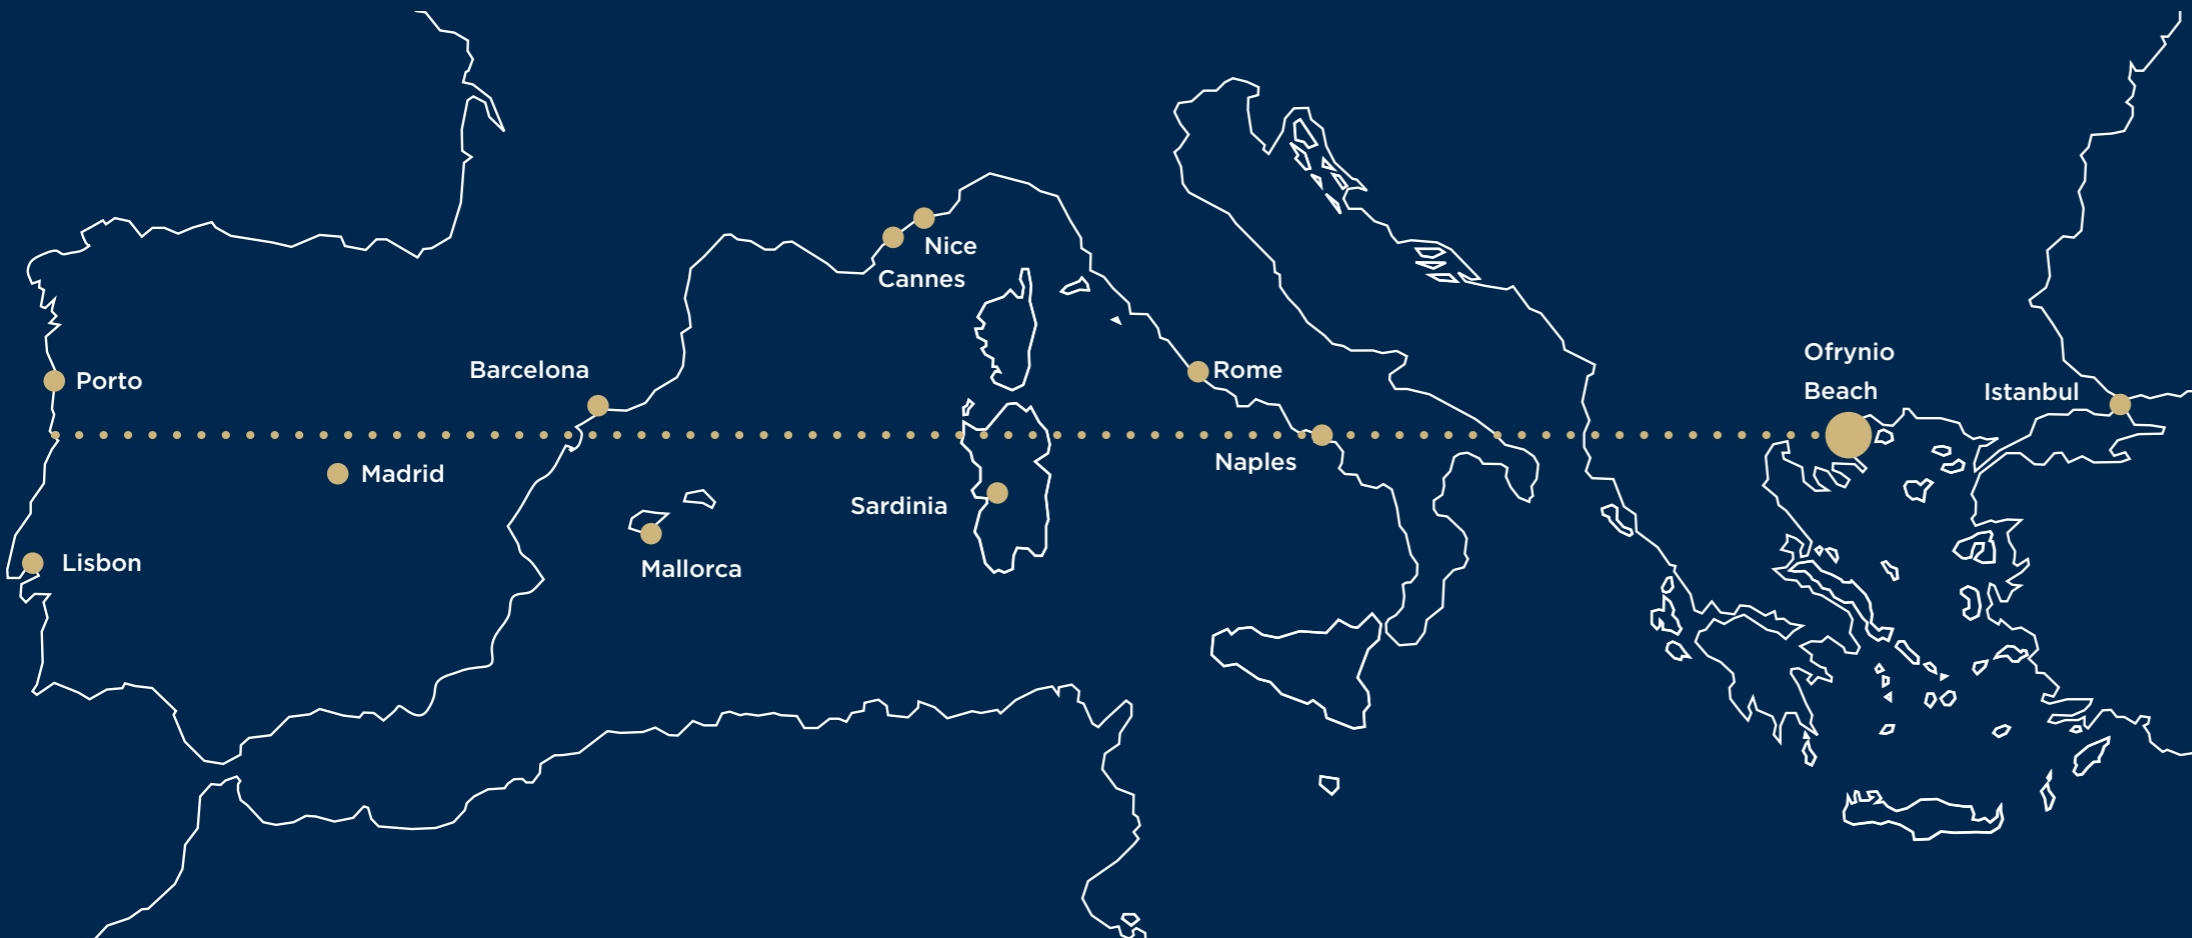 Nice
Cannes
Ofrynio
Beach
Barcelona
Rome
Porto
Istanbul
Naples
Madrid
Sardinia
Lisbon
Mallorca